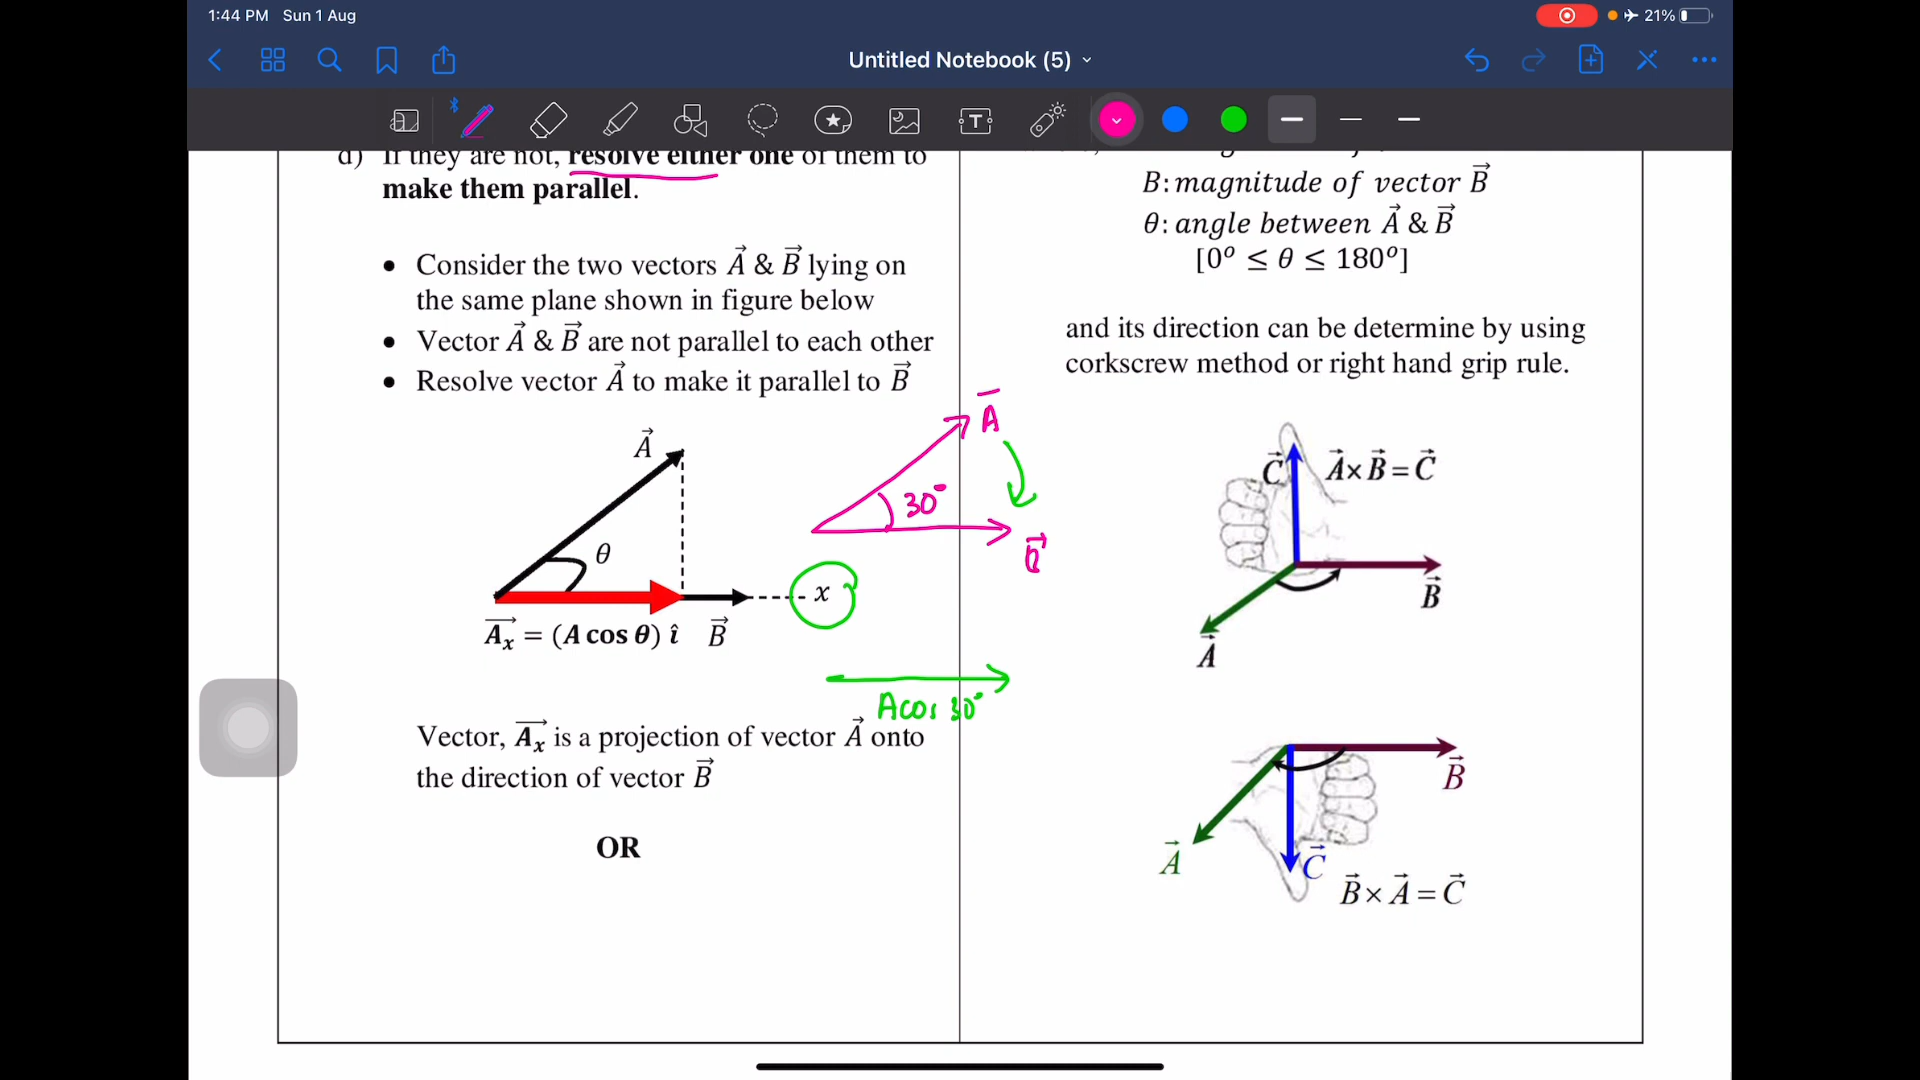 1:44 PM Sun 1 Aug
21%
Untitled Notebook (5)
T
d) If they are not, resolve either one of them to
make them parallel.
• Consider the two vectors A⃗ & B⃗ lying on
the same plane shown in figure below
• Vector A⃗ & B⃗ are not parallel to each other
• Resolve vector A⃗ to make it parallel to B⃗
A⃗
θ
x
A⃗ₓ = (A cos θ) î B⃗
A
30°
B⃗
A cos 30°
Vector, A⃗ₓ is a projection of vector A⃗ onto
the direction of vector B⃗
OR
B: magnitude of vector B⃗
θ: angle between A⃗ & B⃗
[0° ≤ θ ≤ 180°]
and its direction can be determine by using
corkscrew method or right hand grip rule.
C⃗ A⃗ × B⃗ = C⃗
B⃗
A⃗
B⃗
A⃗
C⃗
B⃗ × A⃗ = C⃗